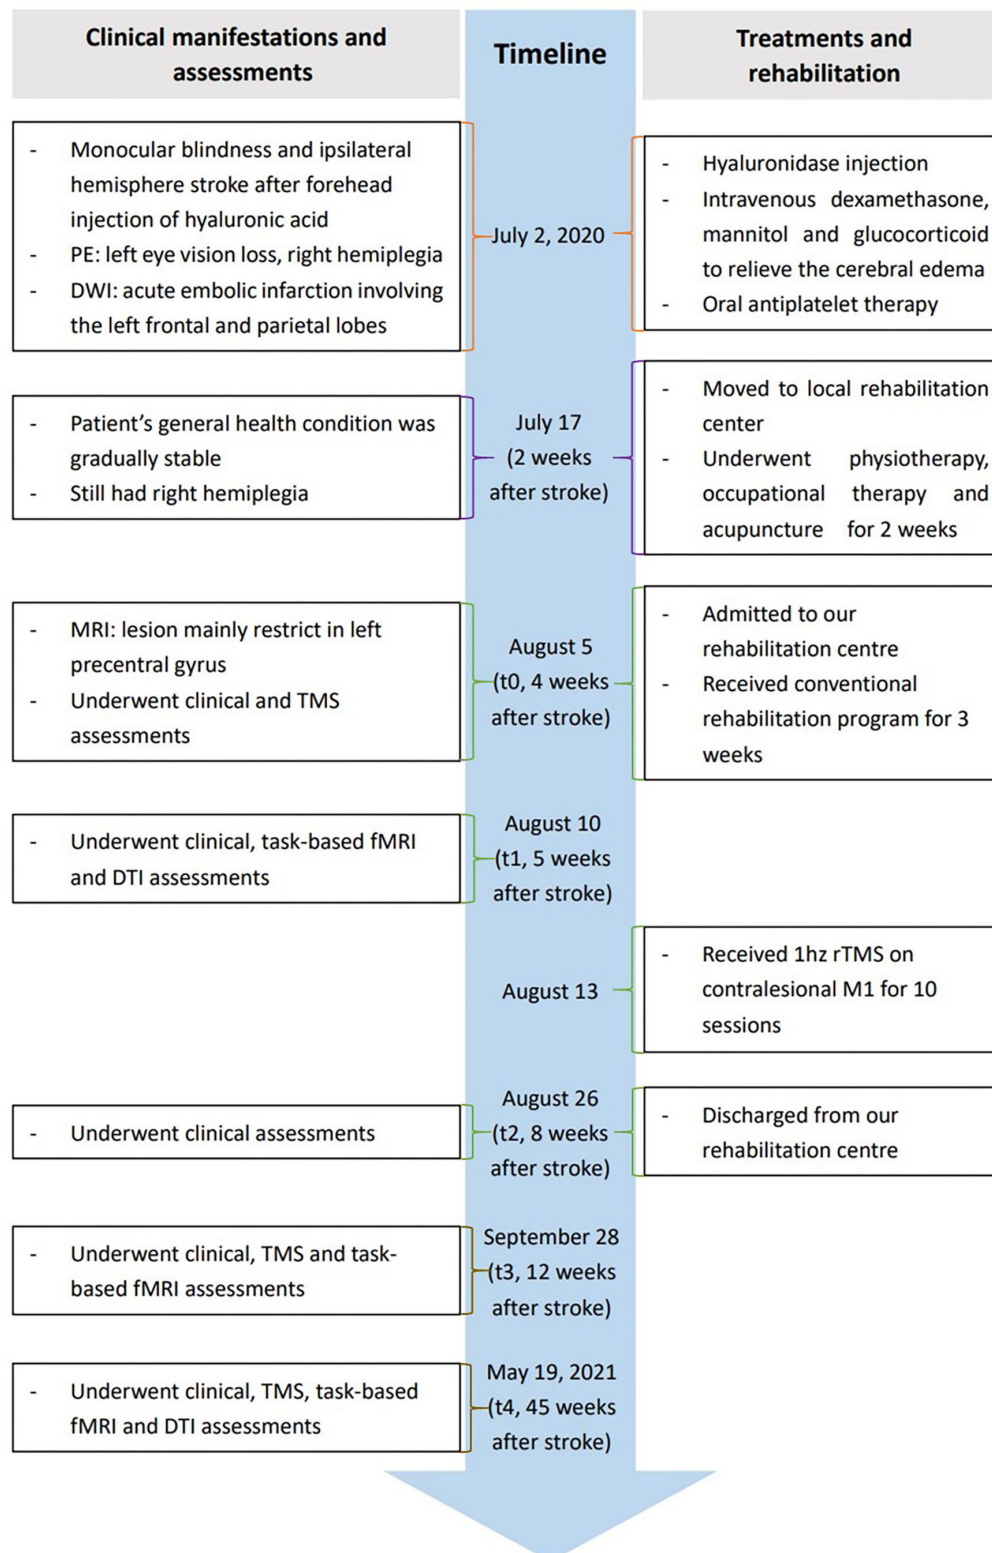 Clinical manifestations and
assessments
Timeline
Treatments and
rehabilitation
- Monocular blindness and ipsilateral
hemisphere stroke after forehead
injection of hyaluronic acid
- PE: left eye vision loss, right hemiplegia
- DWI: acute embolic infarction involving
the left frontal and parietal lobes
July 2, 2020
- Hyaluronidase injection
- Intravenous dexamethasone,
mannitol and glucocorticoid
to relieve the cerebral edema
- Oral antiplatelet therapy
- Patient's general health condition was
gradually stable
- Still had right hemiplegia
July 17
(2 weeks
after stroke)
- Moved to local rehabilitation
center
- Underwent physiotherapy,
occupational therapy and
acupuncture for 2 weeks
- MRI: lesion mainly restrict in left
precentral gyrus
- Underwent clinical and TMS
assessments
August 5
(t0, 4 weeks
after stroke)
- Admitted to our
rehabilitation centre
- Received conventional
rehabilitation program for 3
weeks
- Underwent clinical, task-based fMRI
and DTI assessments
August 10
(t1, 5 weeks
after stroke)
August 13
- Received 1hz rTMS on
contralesional M1 for 10
sessions
- Underwent clinical assessments
August 26
(t2, 8 weeks
after stroke)
- Discharged from our
rehabilitation centre
- Underwent clinical, TMS and task-
based fMRI assessments
September 28
(t3, 12 weeks
after stroke)
- Underwent clinical, TMS, task-based
fMRI and DTI assessments
May 19, 2021
(t4, 45 weeks
after stroke)